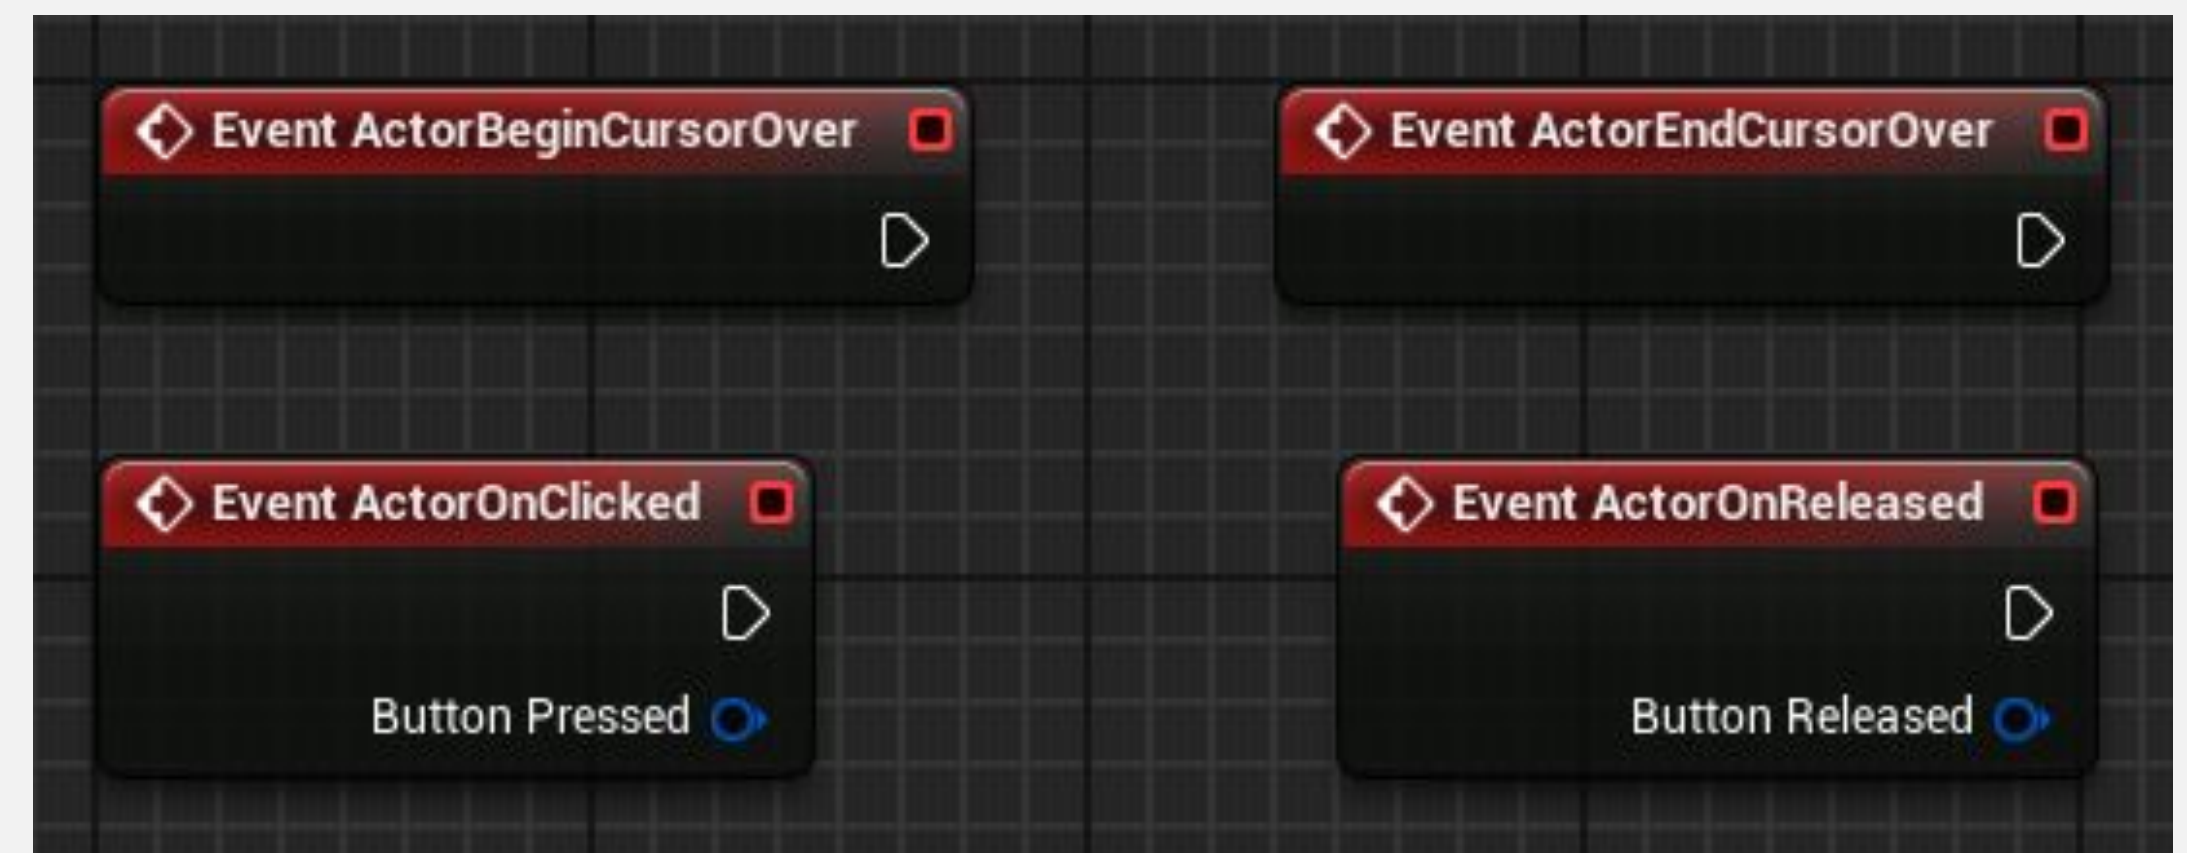 Event ActorBeginCursorOver
Event ActorEndCursorOver
Event ActorOnClicked
Button Pressed
Event ActorOnReleased
Button Released